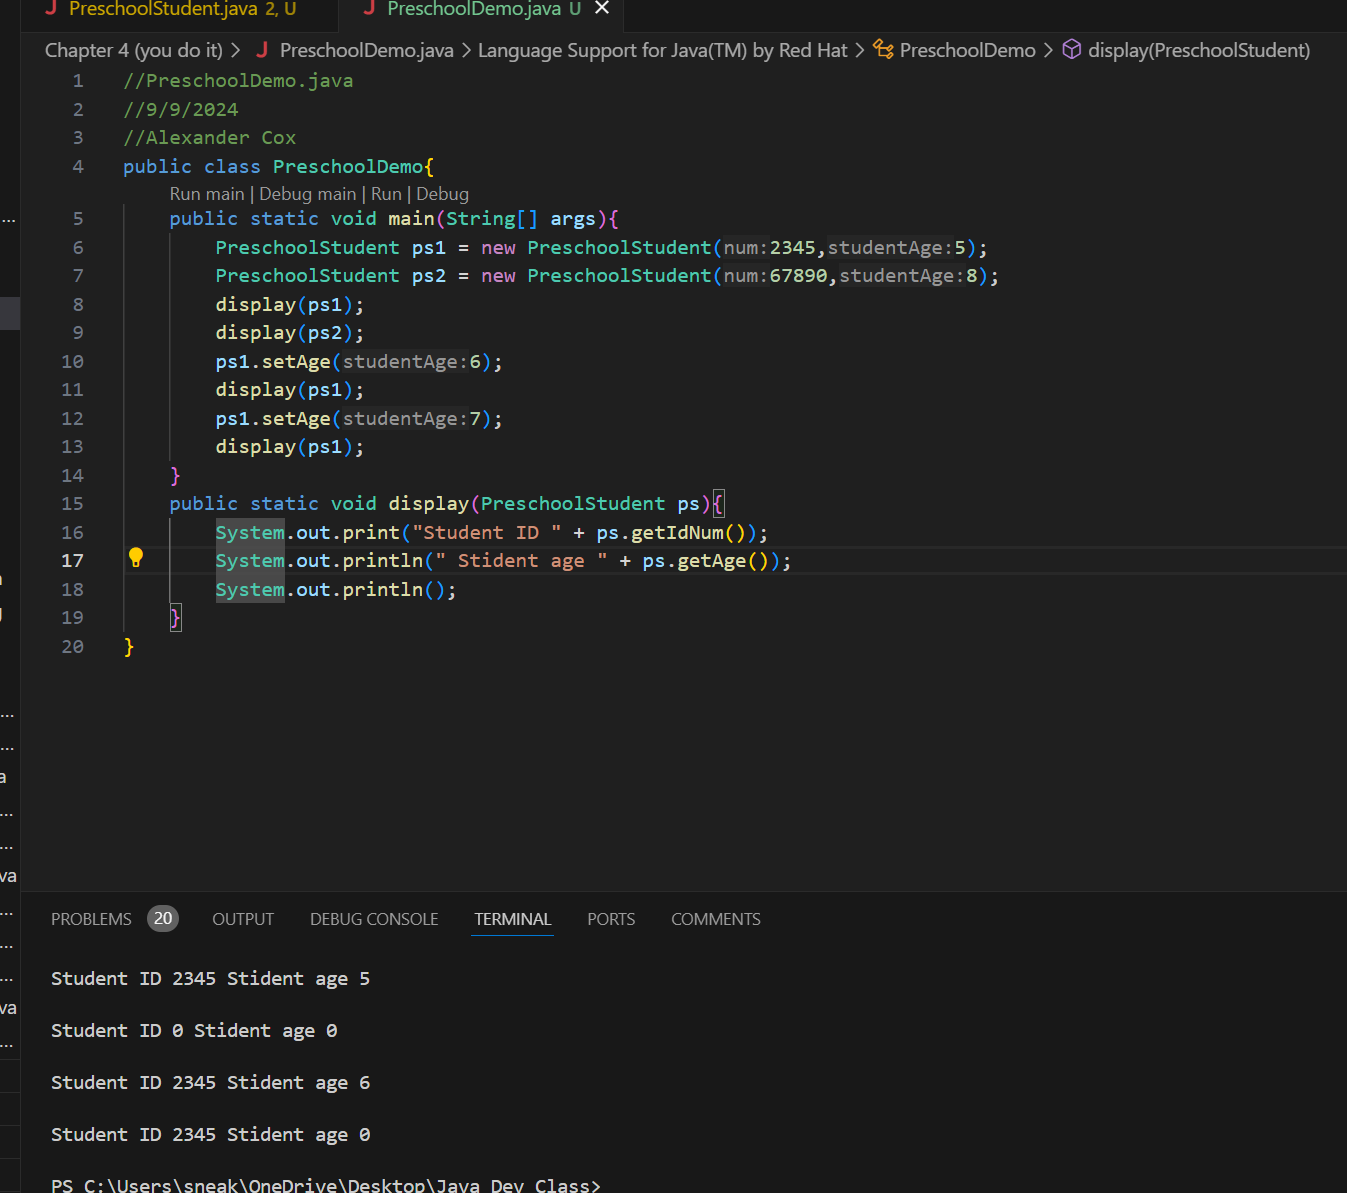 PreschoolStudent.java 2, U
PreschoolDemo.java U
Chapter 4 (you do it) > PreschoolDemo.java > Language Support for Java(TM) by Red Hat > PreschoolDemo > display(PreschoolStudent)
1 //PreschoolDemo.java
2 //9/9/2024
3 //Alexander Cox
4 public class PreschoolDemo{
Run main | Debug main | Run | Debug
5 public static void main(String[] args){
6 PreschoolStudent ps1 = new PreschoolStudent(num:2345,studentAge:5);
7 PreschoolStudent ps2 = new PreschoolStudent(num:67890,studentAge:8);
8 display(ps1);
9 display(ps2);
10 ps1.setAge(studentAge:6);
11 display(ps1);
12 ps1.setAge(studentAge:7);
13 display(ps1);
14 }
15 public static void display(PreschoolStudent ps){
16 System.out.print("Student ID " + ps.getIdNum());
17 System.out.println(" Stident age " + ps.getAge());
18 System.out.println();
19 }
20 }
PROBLEMS 20 OUTPUT DEBUG CONSOLE TERMINAL PORTS COMMENTS
Student ID 2345 Stident age 5
Student ID 0 Stident age 0
Student ID 2345 Stident age 6
Student ID 2345 Stident age 0
PS C:\Users\sneak\OneDrive\Desktop\Java Dev Class>